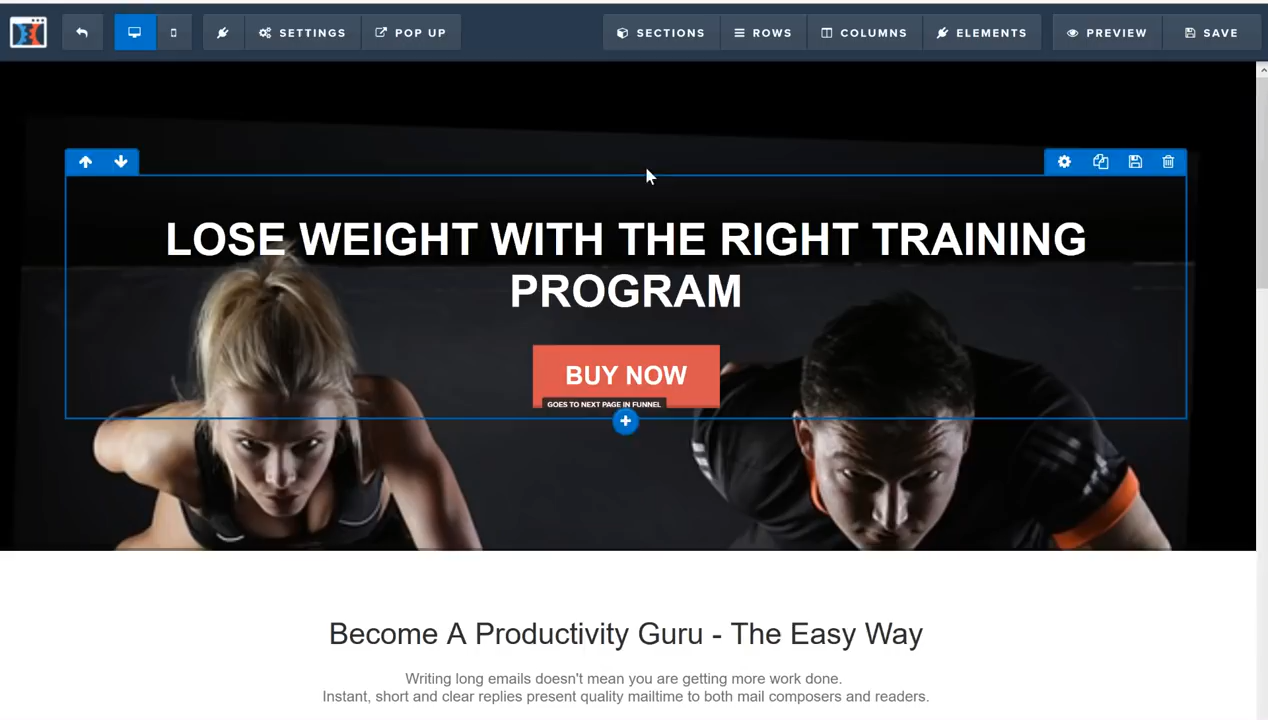 SETTINGS POP UP SECTIONS ROWS COLUMNS ELEMENTS PREVIEW SAVE
LOSE WEIGHT WITH THE RIGHT TRAINING
PROGRAM
BUY NOW
GOES TO NEXT PAGE IN FUNNEL
Become A Productivity Guru - The Easy Way
Writing long emails doesn't mean you are getting more work done.
Instant, short and clear replies present quality mailtime to both mail composers and readers.